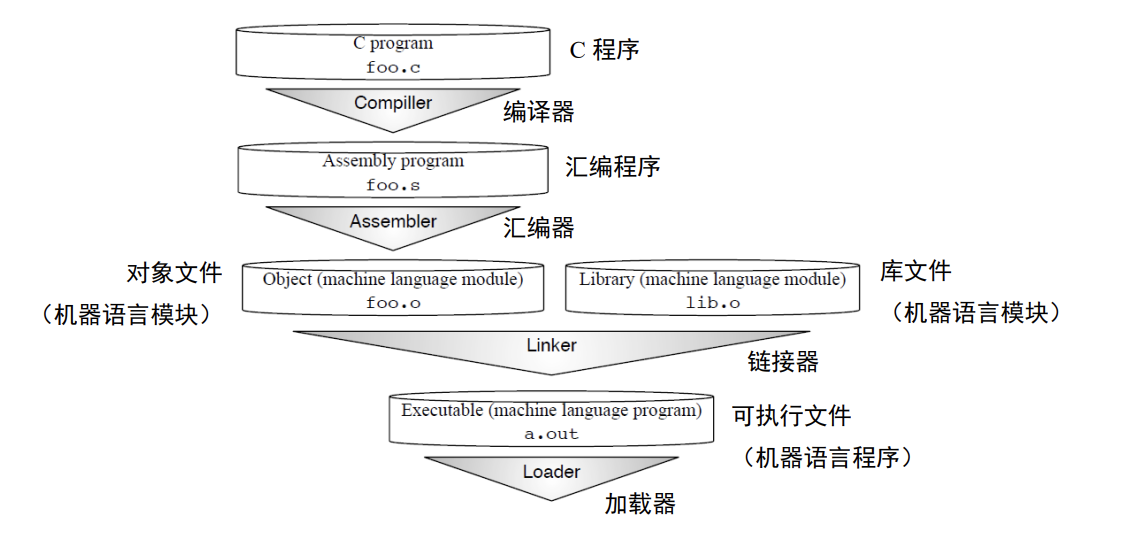 C program
foo.c
C 程序
Compiller
编译器
Assembly program
foo.s
汇编程序
Assembler
汇编器
对象文件
（机器语言模块）
Object (machine language module)
foo.o
Library (machine language module)
lib.o
库文件
（机器语言模块）
Linker
链接器
Executable (machine language program)
a.out
可执行文件
（机器语言程序）
Loader
加载器